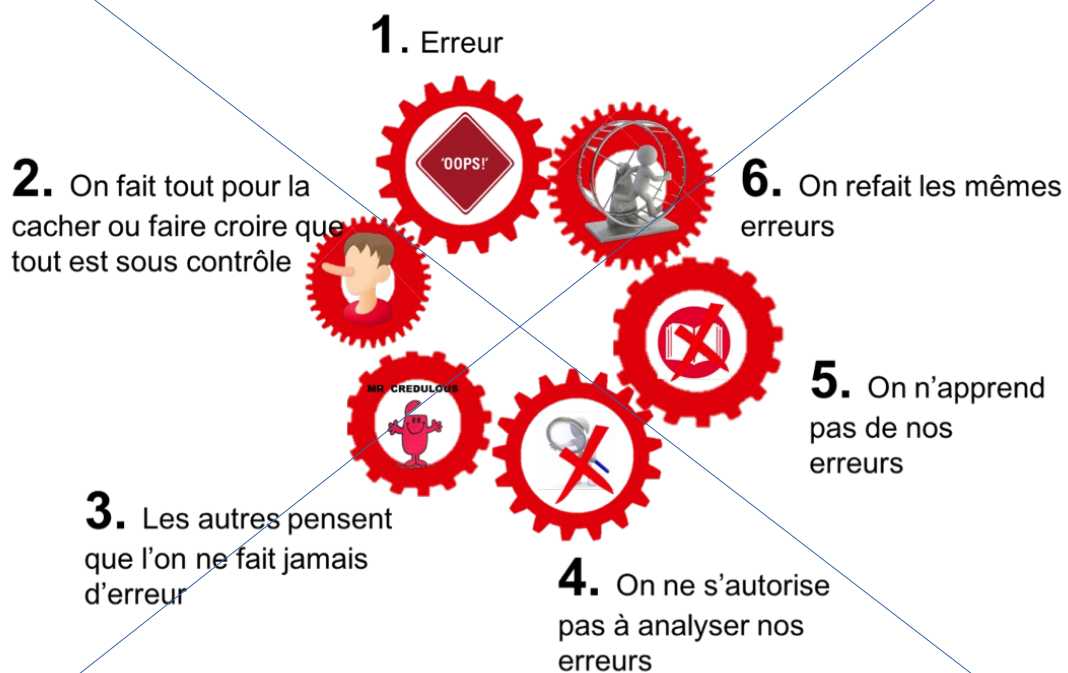 1. Erreur
'OOPS!'
2. On fait tout pour la
cacher ou faire croire que
tout est sous contrôle
MR CREDULOUS
3. Les autres pensent
que l'on ne fait jamais
d'erreur
4. On ne s'autorise
pas à analyser nos
erreurs
5. On n'apprend
pas de nos
erreurs
6. On refait les mêmes
erreurs